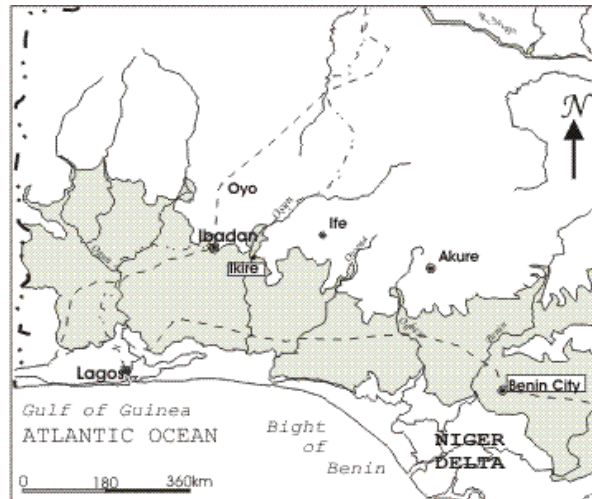 N
Oyo
Ibadan
Ife
Ikire
Akure
Lagos
Benin City
Gulf of Guinea
ATLANTIC OCEAN
Bight
of
Benin
NIGER
DELTA
0 180 360km